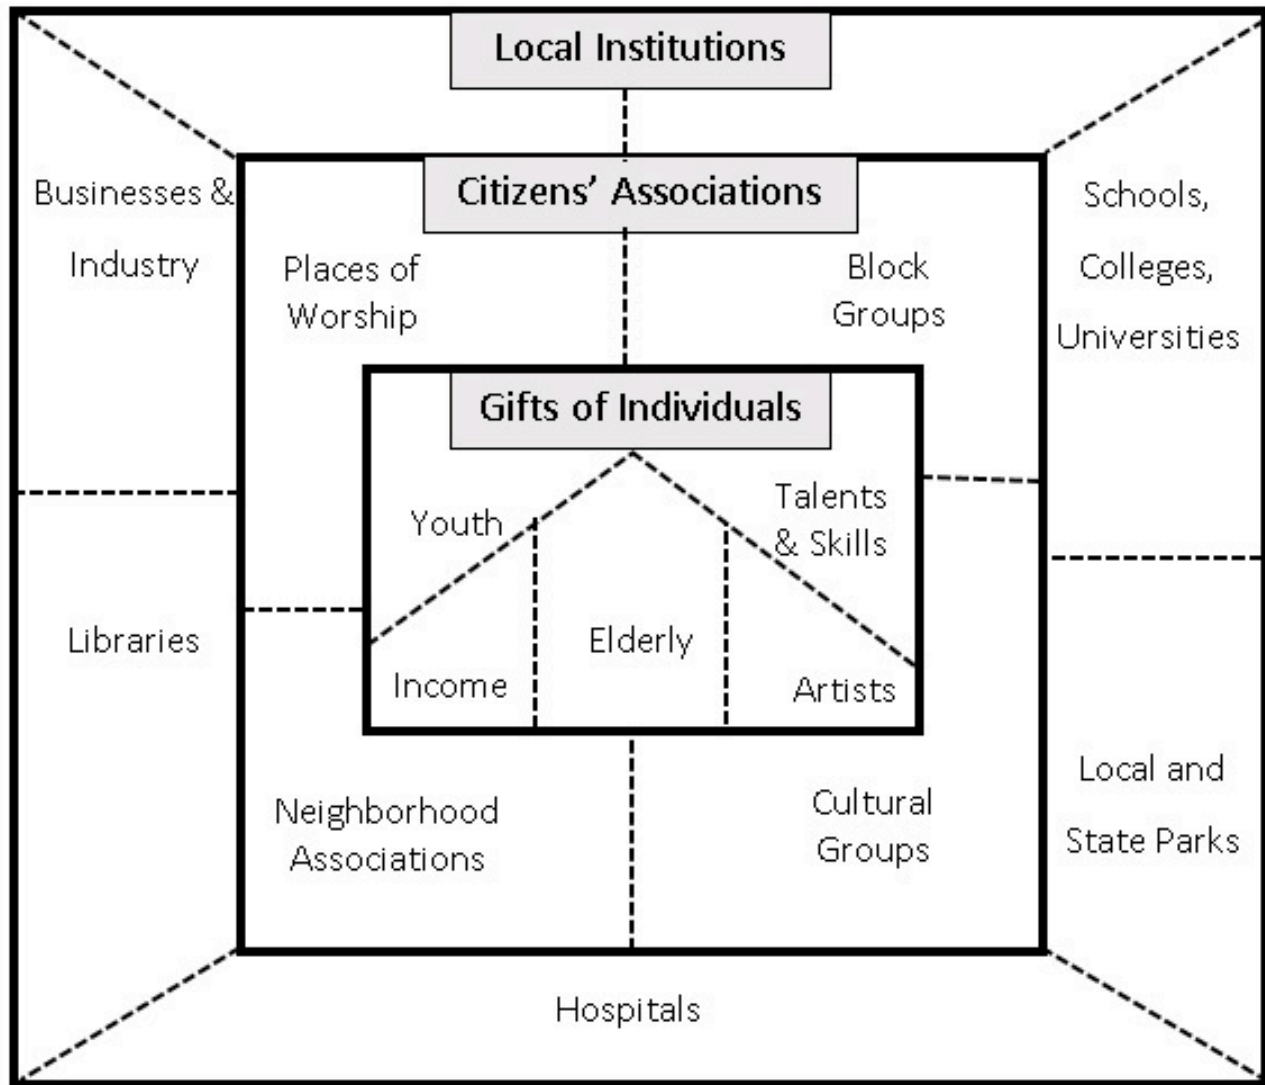 Local Institutions
Citizens’ Associations
Businesses &
Industry
Places of
Worship
Block
Groups
Schools,
Colleges,
Universities
Gifts of Individuals
Youth
Talents
& Skills
Libraries
Income
Elderly
Artists
Neighborhood
Associations
Cultural
Groups
Local and
State Parks
Hospitals